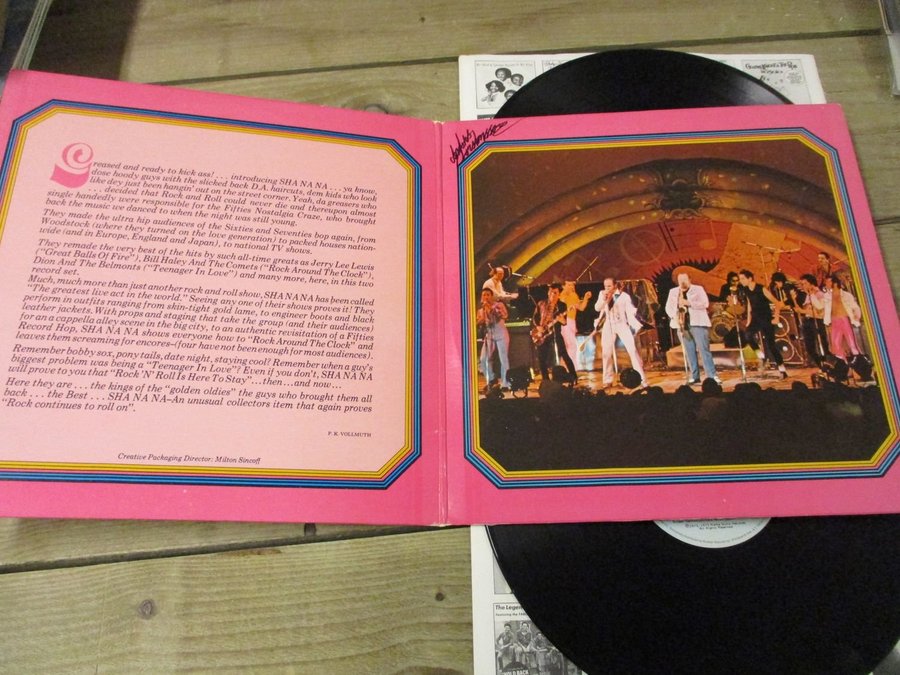 Greased and ready to kick ass! . . . introducing SHA NA NA . . . ya know,
dose hoody guys with the slicked back D.A. haircuts, dem kids who look
like dey just been hangin' out on the street corner. Yeah, da greasers who
. . . decided that Rock and Roll could never die and thereupon almost
single handedly were responsible for the Fifties Nostalgia Craze, who brought
back the music we danced to when the night was still young.
They made the ultra hip audiences of the Sixties and Seventies bop again, from
Woodstock (where they turned on the love generation) to packed houses nation-
wide (and in Europe, England and Japan), to national TV shows.
They remade the very best of the hits by such all-time greats as Jerry Lee Lewis
("Great Balls Of Fire"), Bill Haley And The Comets ("Rock Around The Clock"),
Dion And The Belmonts ("Teenager In Love") and many more, here, in this two
record set.
Much, much more than just another rock and roll show, SHA NA NA has been called
"The greatest live act in the world." Seeing any one of their shows proves it! They
perform in outfits ranging from skin-tight gold lame, to engineer boots and black
leather jackets. With props and staging that take the group (and their audiences)
for an a cappella alley scene in the big city, to an authentic revisitation of a Fifties
Record Hop, SHA NA NA shows everyone how to "Rock Around The Clock" and
leaves them screaming for encores–(four have not been enough for most audiences).
Remember bobby sox, pony tails, date night, staying cool? Remember when a guy's
biggest problem was being a "Teenager In Love"? Even if you don't, SHA NA NA
will prove to you that "Rock 'N' Roll Is Here To Stay" ... then ... and now ...
Here they are . . . the kings of the "golden oldies" the guys who brought them all
back . . . the Best . . . SHA NA NA–An unusual collectors item that again proves
"Rock continues to roll on".
P. K. VOLLMUTH
Creative Packaging Director: Milton Sincoff
The Legen